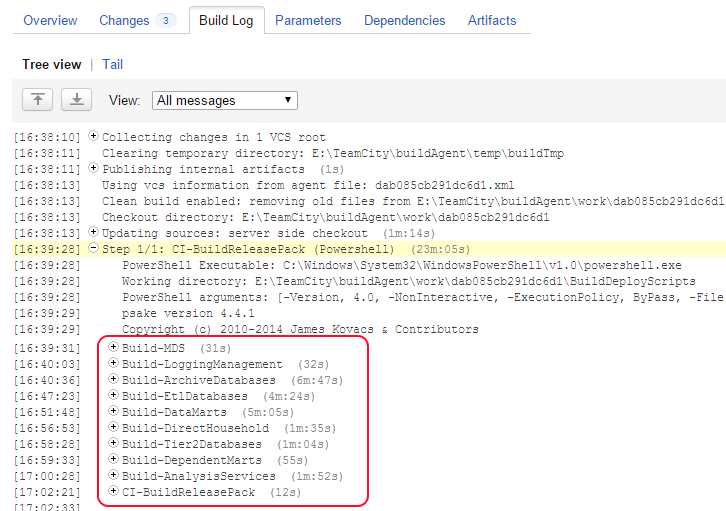 Overview Changes 3 Build Log Parameters Dependencies Artifacts
Tree view | Tail
View: All messages
[16:38:10] Collecting changes in 1 VCS root
[16:38:11] Clearing temporary directory: E:\TeamCity\buildAgent\temp\buildTmp
[16:38:11] Publishing internal artifacts (1s)
[16:38:13] Using vcs information from agent file: dab085cb291dc6d1.xml
[16:38:13] Clean build enabled: removing old files from E:\TeamCity\buildAgent\work\dab085cb291dc6d1
[16:38:13] Checkout directory: E:\TeamCity\buildAgent\work\dab085cb291dc6d1
[16:38:13] Updating sources: server side checkout (1m:14s)
[16:39:28] Step 1/1: CI-BuildReleasePack (Powershell) (23m:05s)
[16:39:28] PowerShell Executable: C:\Windows\System32\WindowsPowerShell\v1.0\powershell.exe
[16:39:28] Working directory: E:\TeamCity\buildAgent\work\dab085cb291dc6d1\BuildDeployScripts
[16:39:28] PowerShell arguments: [-Version, 4.0, -NonInteractive, -ExecutionPolicy, ByPass, -File
[16:39:29] psake version 4.4.1
[16:39:29] Copyright (c) 2010-2014 James Kovacs & Contributors
[16:39:31] Build-MDS (31s)
[16:40:03] Build-LoggingManagement (32s)
[16:40:36] Build-ArchiveDatabases (6m:47s)
[16:47:23] Build-EtlDatabases (4m:24s)
[16:51:48] Build-DataMarts (5m:05s)
[16:56:53] Build-DirectHousehold (1m:35s)
[16:58:28] Build-Tier2Databases (1m:04s)
[16:59:33] Build-DependentMarts (55s)
[17:00:28] Build-AnalysisServices (1m:52s)
[17:02:21] CI-BuildReleasePack (12s)
[17:02:33]